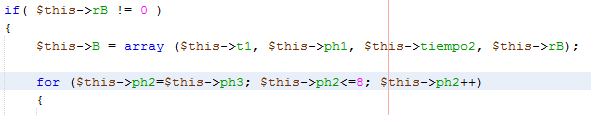 if( $this->rB != 0 )
{
$this->B = array ($this->t1, $this->ph1, $this->tiempo2, $this->rB);
for ($this->ph2=$this->ph3; $this->ph2<=8; $this->ph2++)
{